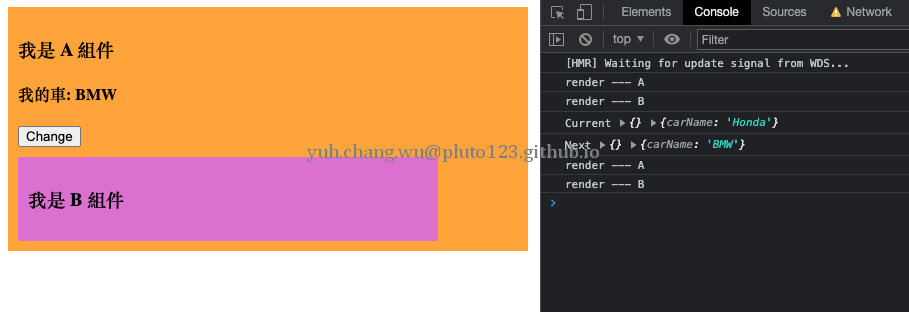 我是 A 組件
我的車: BMW
Change
我是 B 組件
yuh.chang.wu@pluto123.github.io
Elements Console Sources Network
top Filter
[HMR] Waiting for update signal from WDS...
render --- A
render --- B
Current ▶{} ▶{carName: 'Honda'}
Next ▶{} ▶{carName: 'BMW'}
render --- A
render --- B